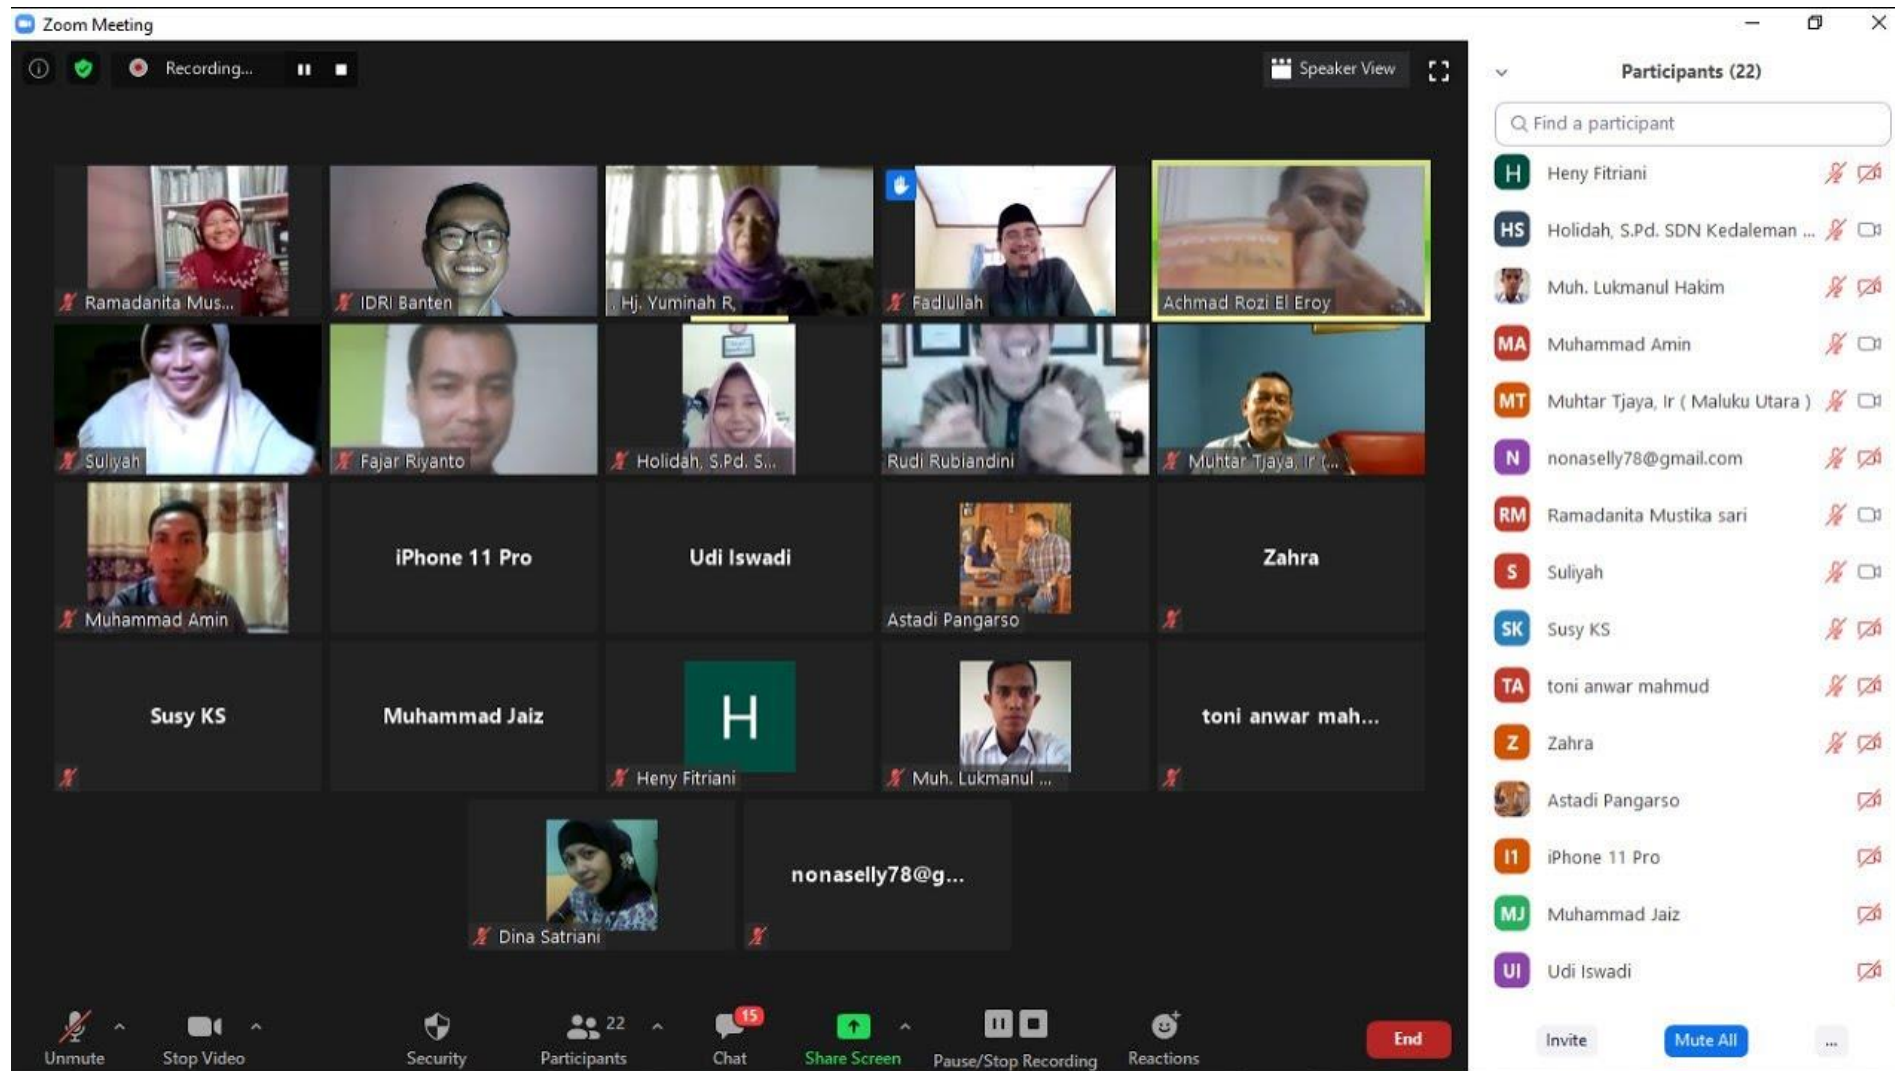 Zoom Meeting
Recording...
Speaker View
Ramadanita Mus...
IDRI Banten
. Hj. Yuminah R,
Fadlullah
Achmad Rozi El Eroy
Suliyah
Fajar Riyanto
Holidah, S.Pd. S...
Rudi Rubiandini
Muhtar Tjaya, Ir (...
Muhammad Amin
iPhone 11 Pro
Udi Iswadi
Astadi Pangarso
Zahra
Susy KS
Muhammad Jaiz
H
Heny Fitriani
Muh. Lukmanul ...
toni anwar mah...
Dina Satriani
nonaselly78@g...
Unmute
Stop Video
Security
22
Participants
15
Chat
Share Screen
Pause/Stop Recording
Reactions
End
Participants (22)
Find a participant
H Heny Fitriani
HS Holidah, S.Pd. SDN Kedaleman ...
Muh. Lukmanul Hakim
MA Muhammad Amin
MT Muhtar Tjaya, Ir ( Maluku Utara )
N nonaselly78@gmail.com
RM Ramadanita Mustika sari
S Suliyah
SK Susy KS
TA toni anwar mahmud
Z Zahra
Astadi Pangarso
I1 iPhone 11 Pro
MJ Muhammad Jaiz
UI Udi Iswadi
Invite
Mute All
...